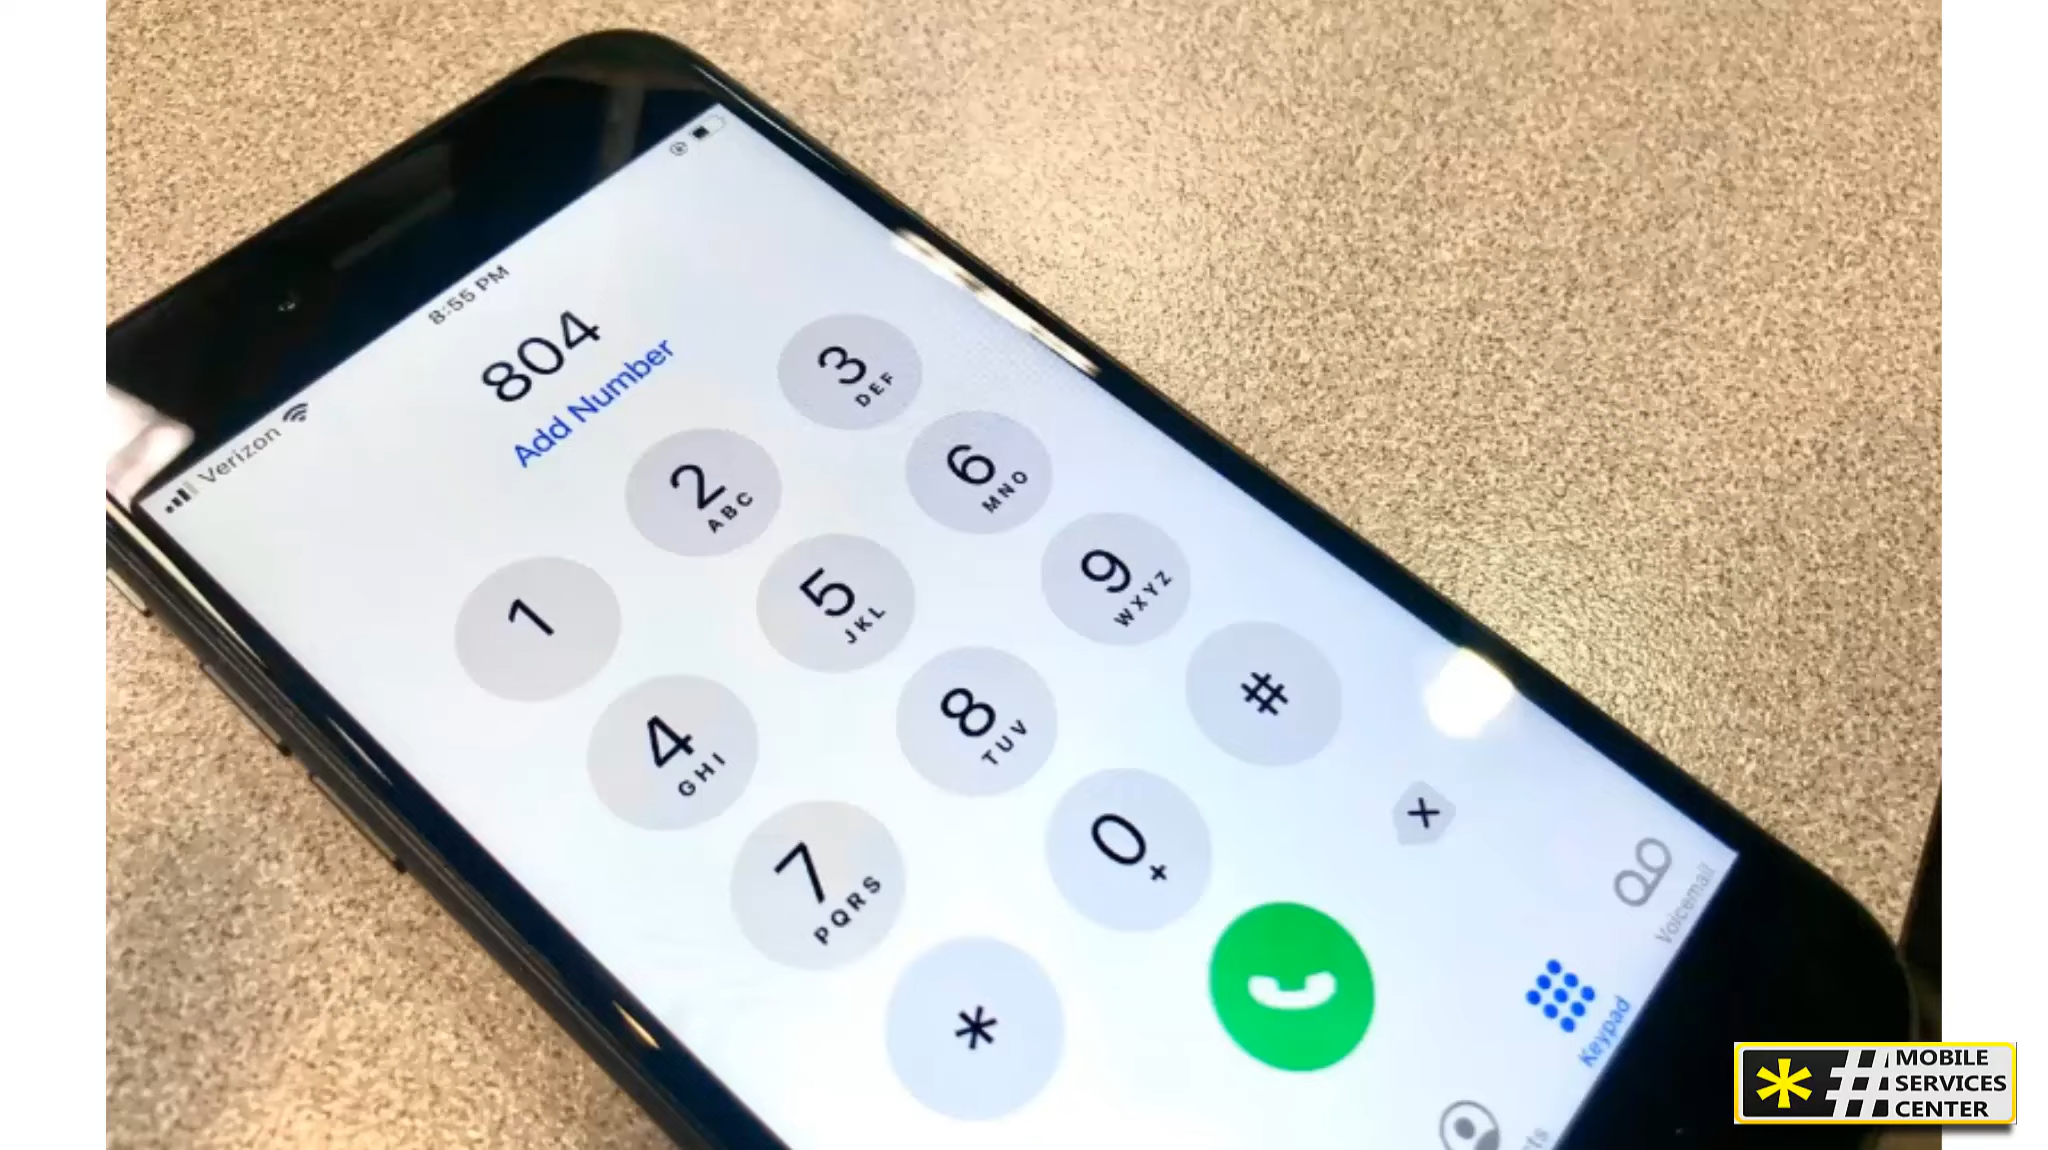 Verizon
8:55 PM
804
Add Number
1
2
ABC
3
DEF
4
GHI
5
JKL
6
MNO
7
PQRS
8
TUV
9
WXYZ
*
0
+
#
Keypad
Voicemail
*# MOBILE
SERVICES
CENTER